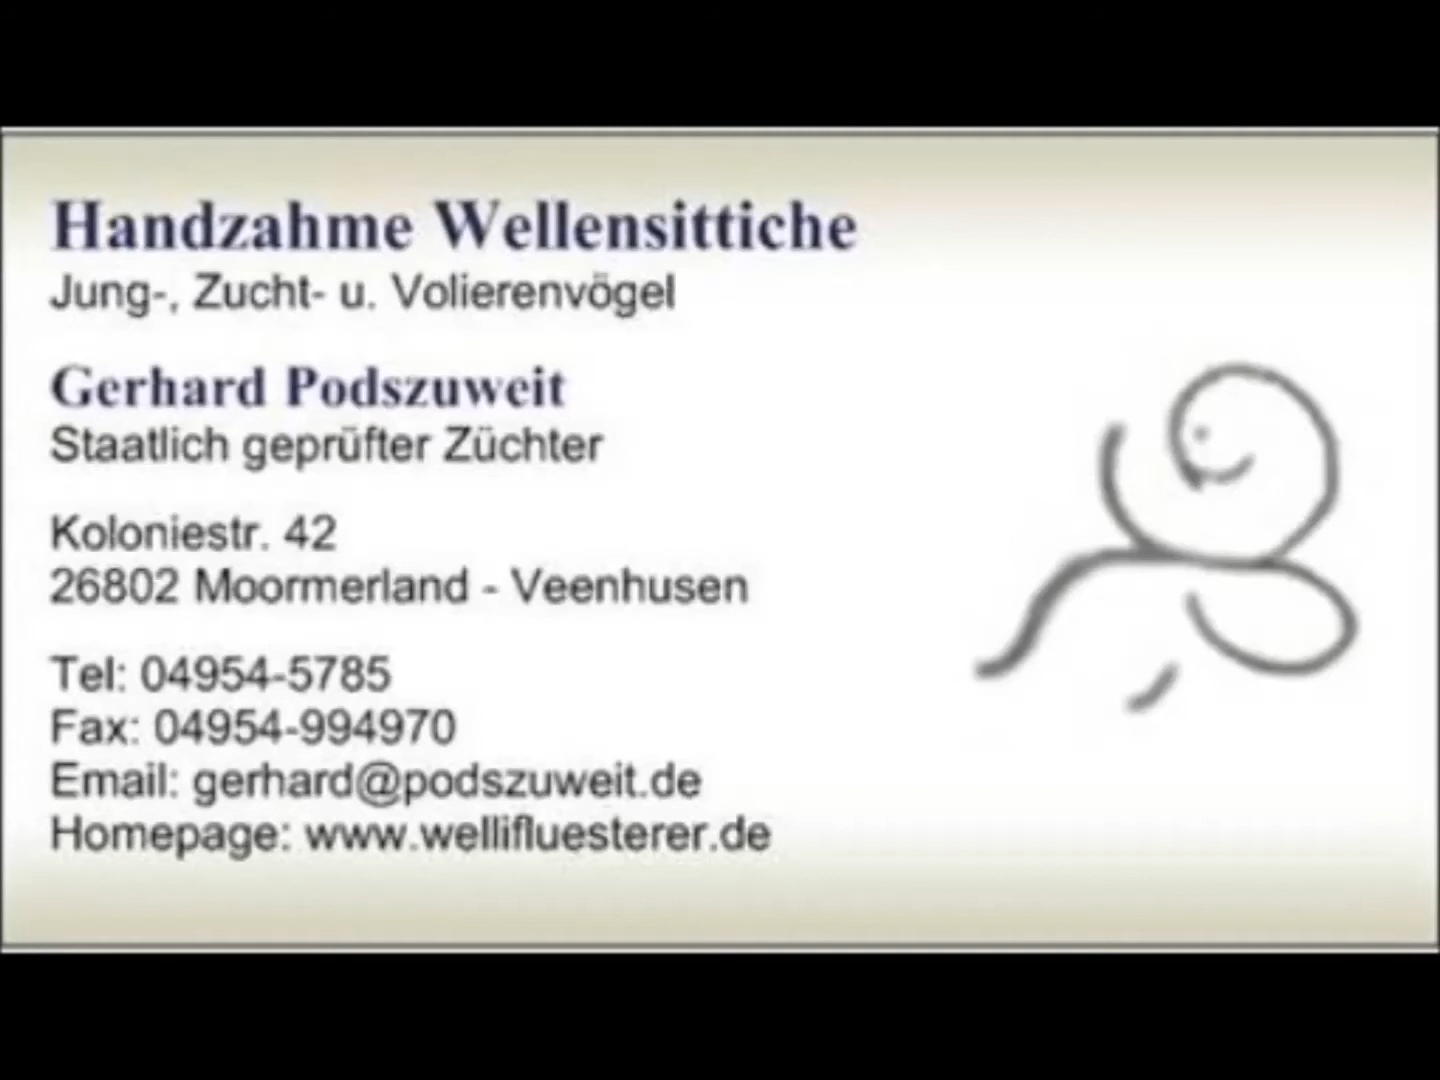 Handzahme Wellensittiche
Jung-, Zucht- u. Volierenvögel
Gerhard Podszuweit
Staatlich geprüfter Züchter
Koloniestr. 42
26802 Moormerland - Veenhusen
Tel: 04954-5785
Fax: 04954-994970
Email: gerhard@podszuweit.de
Homepage: www.wellifluesterer.de